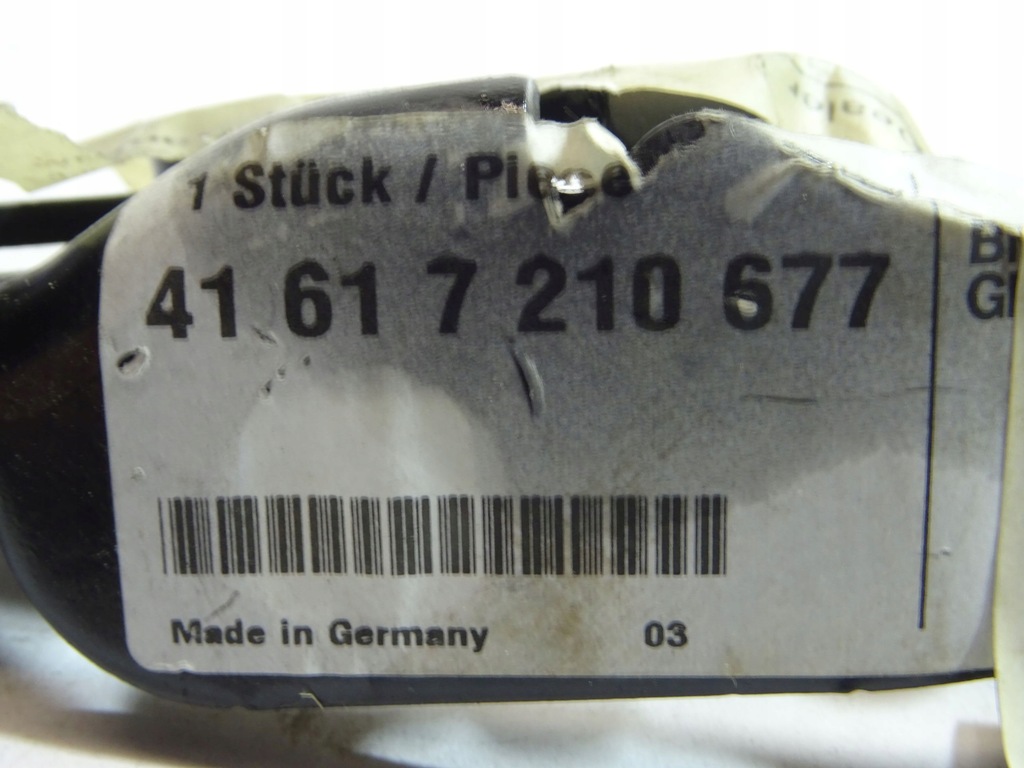 1 Stück / Piece
41 61 7 210 677
Made in Germany 03